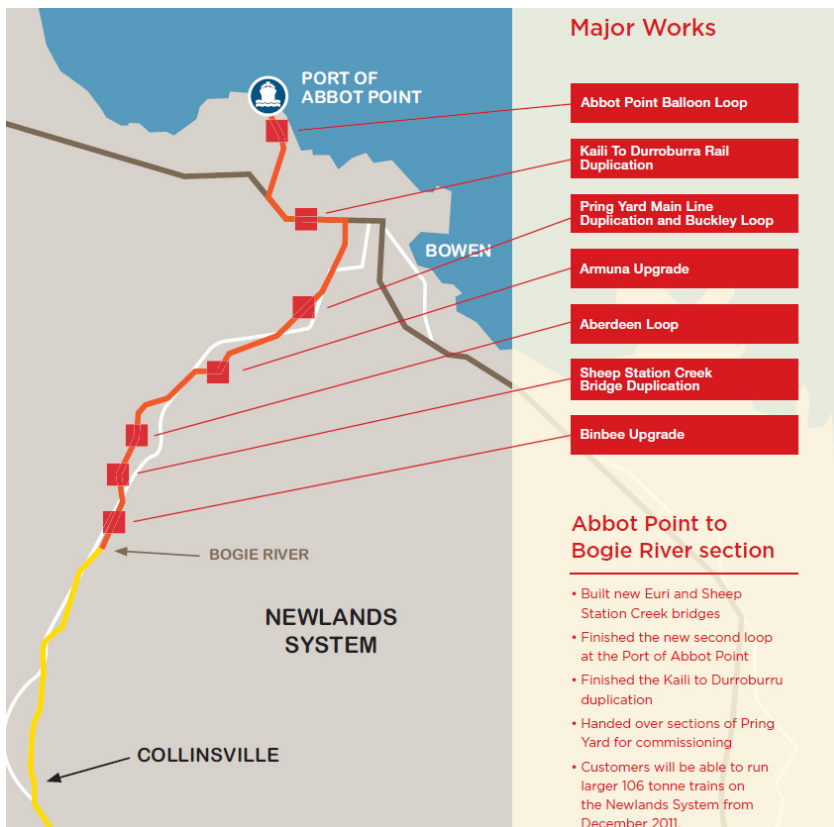 PORT OF
ABBOT POINT
BOWEN
BOGIE RIVER
NEWLANDS
SYSTEM
COLLINSVILLE
Major Works
Abbot Point Balloon Loop
Kaili To Durroburra Rail
Duplication
Pring Yard Main Line
Duplication and Buckley Loop
Armuna Upgrade
Aberdeen Loop
Sheep Station Creek
Bridge Duplication
Binbee Upgrade
Abbot Point to
Bogie River section
• Built new Euri and Sheep
Station Creek bridges
• Finished the new second loop
at the Port of Abbot Point
• Finished the Kaili to Durroburru
duplication
• Handed over sections of Pring
Yard for commissioning
• Customers will be able to run
larger 106 tonne trains on
the Newlands System from
December 2011.